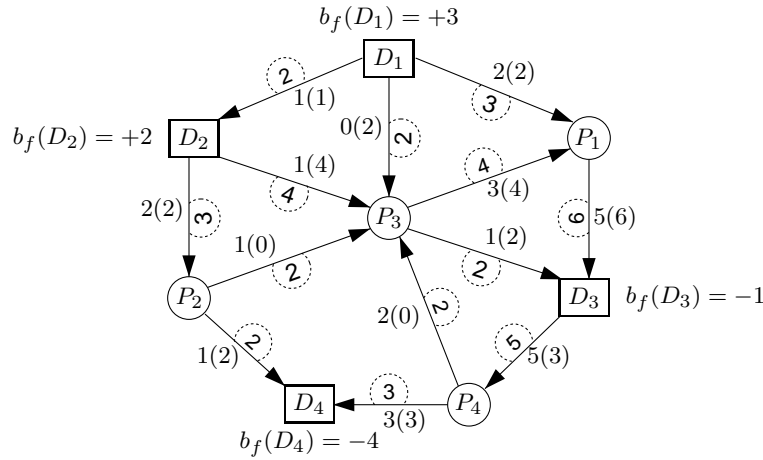 b_f(D_1) = +3
D_1
2
2(2)
1(1)
3
b_f(D_2) = +2
D_2
0(2)
2
P_1
1(4)
4
4
3(4)
2(2)
3
P_3
6
5(6)
1(0)
2
1(2)
2
P_2
D_3
b_f(D_3) = −1
2(0)
2
1(2)
2
5
5(3)
D_4
3
3(3)
P_4
b_f(D_4) = −4